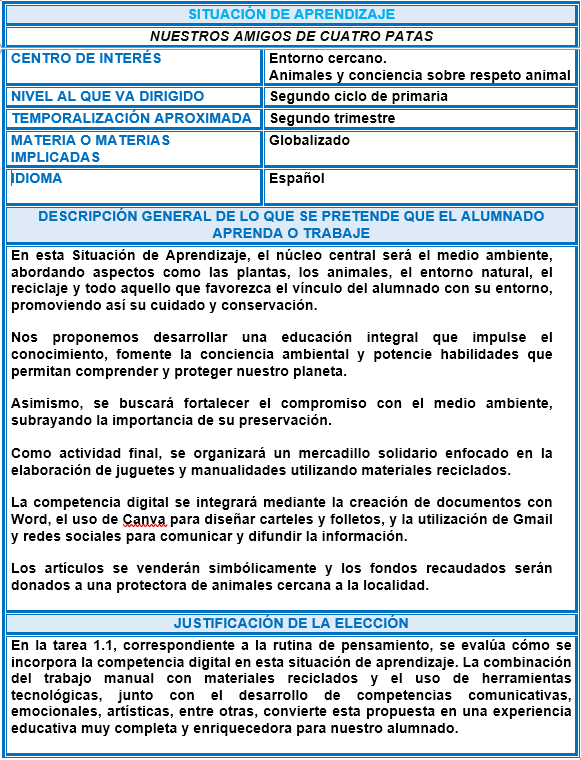 SITUACIÓN DE APRENDIZAJE
NUESTROS AMIGOS DE CUATRO PATAS
CENTRO DE INTERÉS
Entorno cercano.
Animales y conciencia sobre respeto animal
NIVEL AL QUE VA DIRIGIDO
Segundo ciclo de primaria
TEMPORALIZACIÓN APROXIMADA
Segundo trimestre
MATERIA O MATERIAS
IMPLICADAS
Globalizado
IDIOMA
Español
DESCRIPCIÓN GENERAL DE LO QUE SE PRETENDE QUE EL ALUMNADO
APRENDA O TRABAJE
En esta Situación de Aprendizaje, el núcleo central será el medio ambiente,
abordando aspectos como las plantas, los animales, el entorno natural, el
reciclaje y todo aquello que favorezca el vínculo del alumnado con su entorno,
promoviendo así su cuidado y conservación.
Nos proponemos desarrollar una educación integral que impulse el
conocimiento, fomente la conciencia ambiental y potencie habilidades que
permitan comprender y proteger nuestro planeta.
Asimismo, se buscará fortalecer el compromiso con el medio ambiente,
subrayando la importancia de su preservación.
Como actividad final, se organizará un mercadillo solidario enfocado en la
elaboración de juguetes y manualidades utilizando materiales reciclados.
La competencia digital se integrará mediante la creación de documentos con
Word, el uso de Canva para diseñar carteles y folletos, y la utilización de Gmail
y redes sociales para comunicar y difundir la información.
Los artículos se venderán simbólicamente y los fondos recaudados serán
donados a una protectora de animales cercana a la localidad.
JUSTIFICACIÓN DE LA ELECCIÓN
En la tarea 1.1, correspondiente a la rutina de pensamiento, se evalúa cómo se
incorpora la competencia digital en esta situación de aprendizaje. La combinación
del trabajo manual con materiales reciclados y el uso de herramientas
tecnológicas, junto con el desarrollo de competencias comunicativas,
emocionales, artísticas, entre otras, convierte esta propuesta en una experiencia
educativa muy completa y enriquecedora para nuestro alumnado.